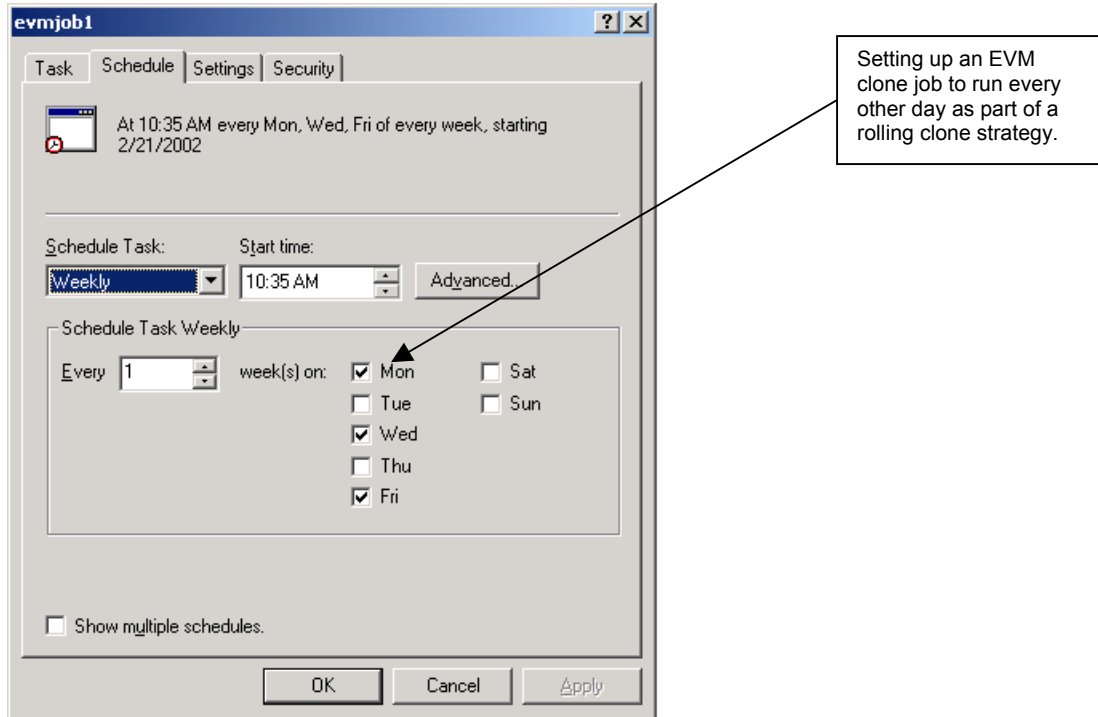 evmjob1
Task Schedule Settings Security
At 10:35 AM every Mon, Wed, Fri of every week, starting
2/21/2002
Schedule Task: Start time:
Weekly 10:35 AM Advanced...
Schedule Task Weekly
Every 1 week(s) on: Mon Sat
Tue Sun
Wed
Thu
Fri
Show multiple schedules.
OK Cancel Apply
Setting up an EVM
clone job to run every
other day as part of a
rolling clone strategy.